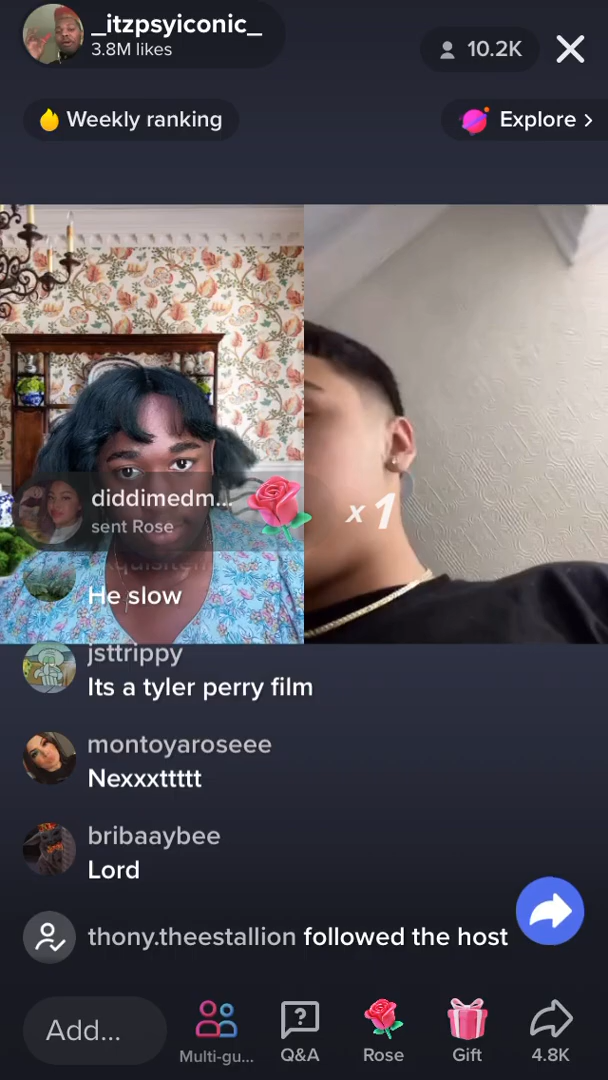 _itzpsyiconic_
3.8M likes
10.2K
Weekly ranking
Explore >
diddimedm...
sent Rose
x1
He slow
jsttrippy
Its a tyler perry film
montoyaroseee
Nexxxttttt
bribaaybee
Lord
thony.theestallion followed the host
Add...
Multi-gu...
Q&A
Rose
Gift
4.8K